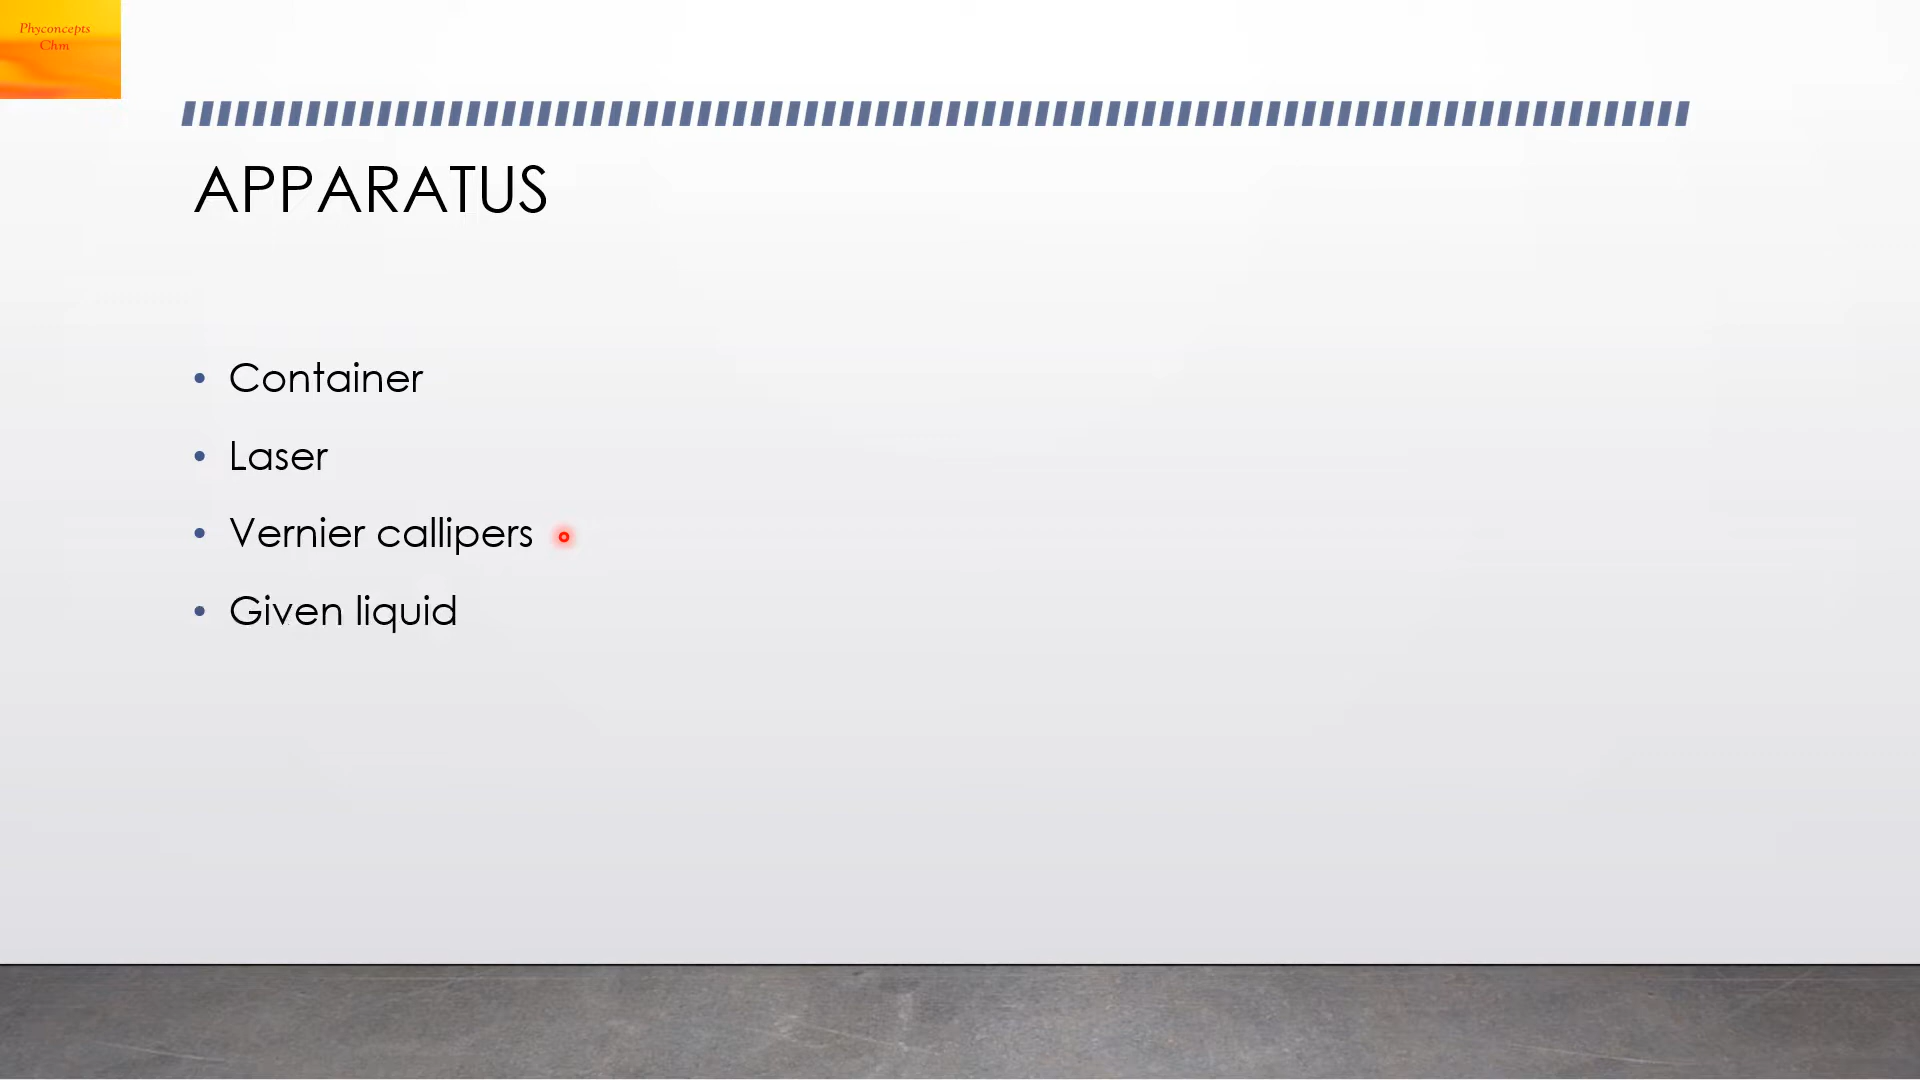 Phyconcepts
Chm
APPARATUS
• Container
• Laser
• Vernier callipers
• Given liquid